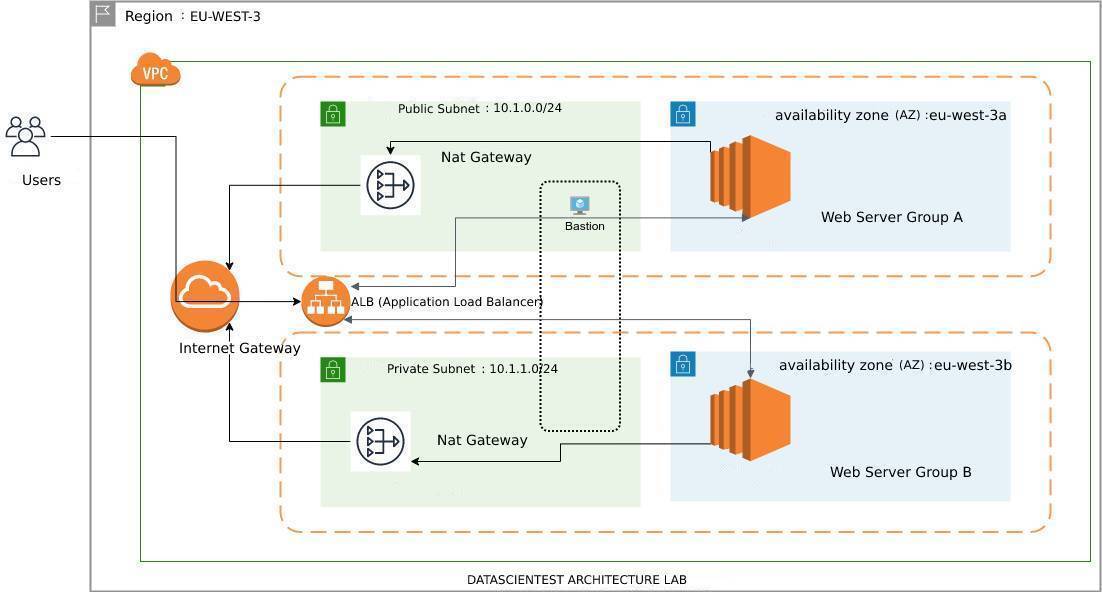 Region : EU-WEST-3
VPC
Public Subnet : 10.1.0.0/24
availability zone (AZ) :eu-west-3a
Nat Gateway
Users
Bastion
Web Server Group A
ALB (Application Load Balancer)
Internet Gateway
Private Subnet : 10.1.1.0/24
availability zone (AZ) :eu-west-3b
Nat Gateway
Web Server Group B
DATASCIENTEST ARCHITECTURE LAB